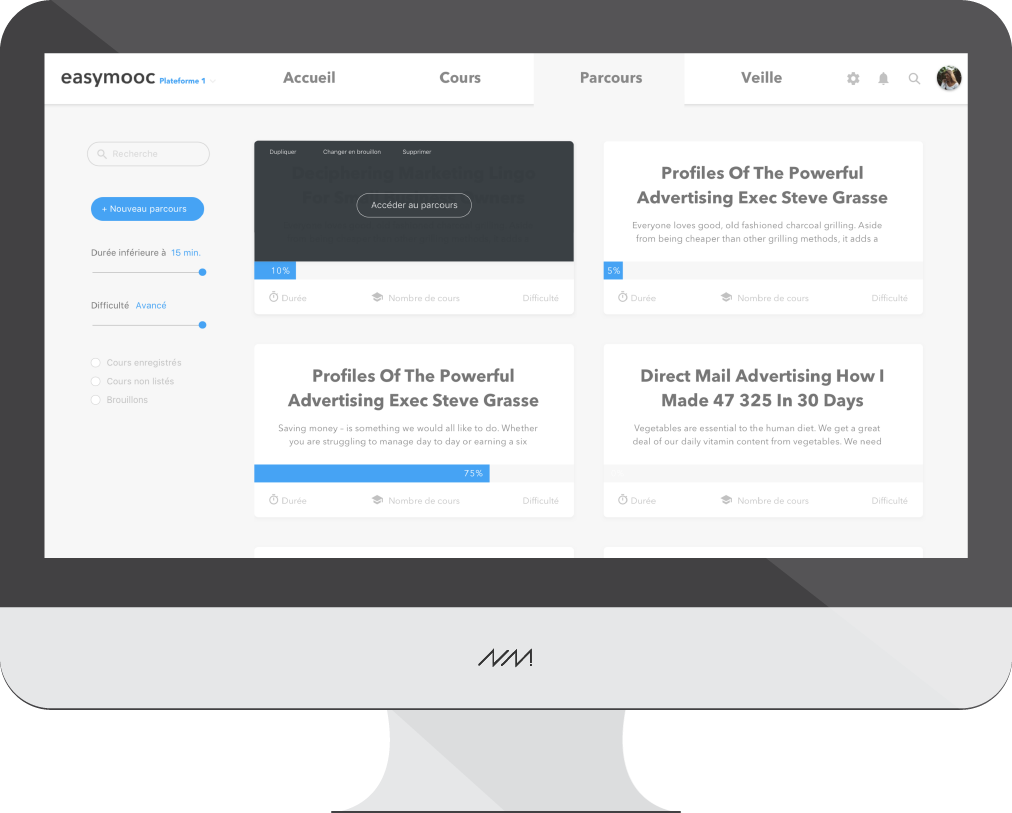 easymooc Plateforme 1
Accueil
Cours
Parcours
Veille
Recherche
+ Nouveau parcours
Durée inférieure à 15 min.
Difficulté Avancé
Cours enregistrés
Cours non listés
Brouillons
Dupliquer
Changer en brouillon
Supprimer
Deciphering Marketing Lingo
Accéder au parcours
10%
Durée
Nombre de cours
Difficulté
Profiles Of The Powerful
Advertising Exec Steve Grasse
Everyone loves good, old fashioned charcoal grilling. Aside
from being cheaper than other grilling methods, it adds a
5%
Durée
Nombre de cours
Difficulté
Profiles Of The Powerful
Advertising Exec Steve Grasse
Saving money – is something we would all like to do. Whether
you are struggling to manage day to day or earning a six
75%
Durée
Nombre de cours
Difficulté
Direct Mail Advertising How I
Made 47 325 In 30 Days
Vegetables are essential to the human diet. We get a great
deal of our daily vitamin content from vegetables. We need
Durée
Nombre de cours
Difficulté